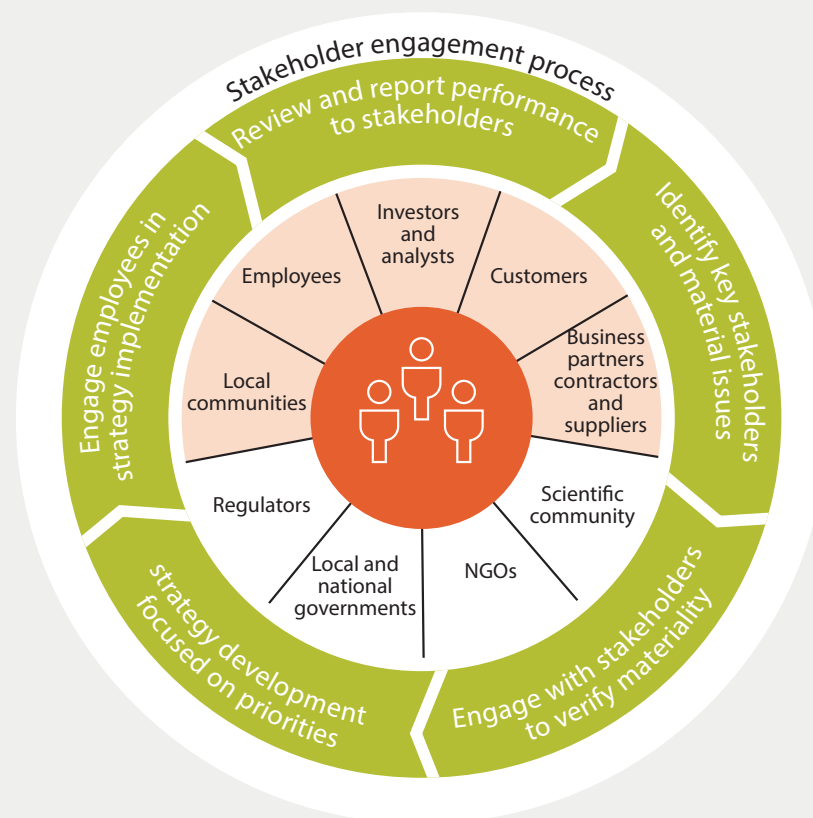 Stakeholder engagement process
Review and report performance
to stakeholders
Identify key stakeholders
and material issues
Engage with stakeholders
to verify materiality
strategy development
focused on priorities
Engage employees in
strategy implementation
Investors
and
analysts
Customers
Business
partners
contractors
and
suppliers
Scientific
community
NGOs
Local and
national
governments
Regulators
Local
communities
Employees